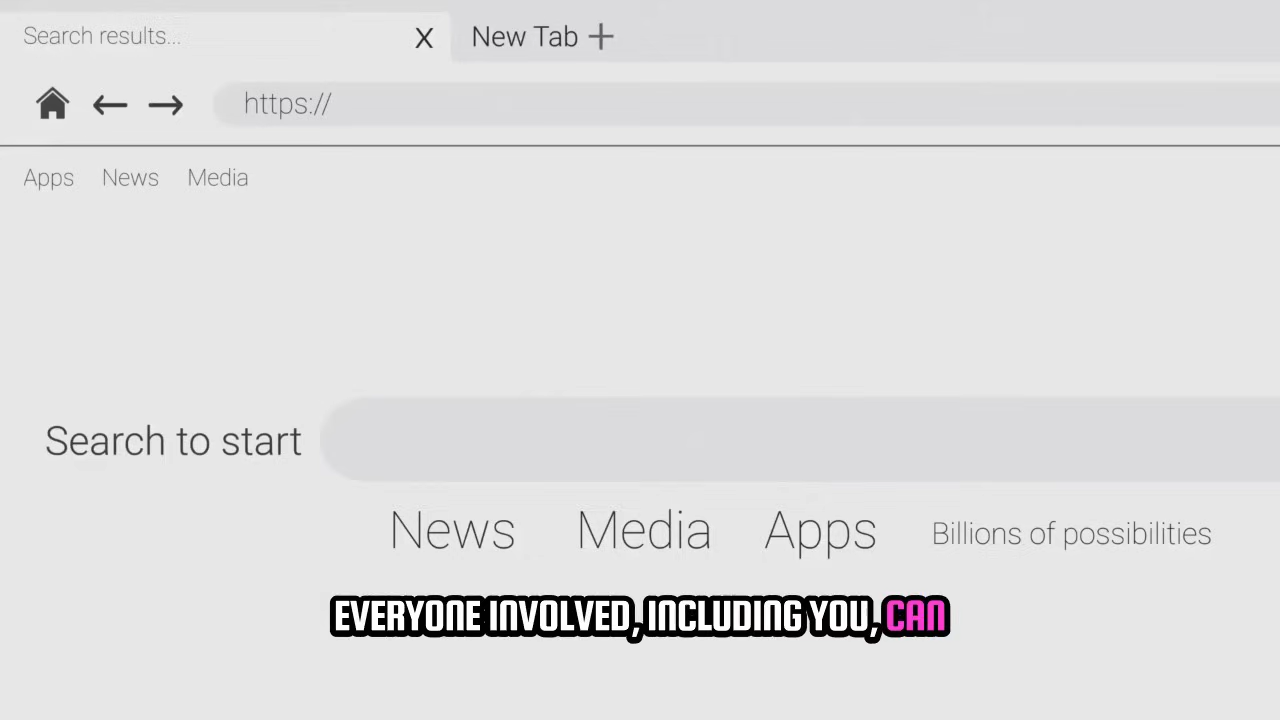 Search results... X New Tab +
https://
Apps News Media
Search to start
News Media Apps Billions of possibilities
EVERYONE INVOLVED, INCLUDING YOU, CAN